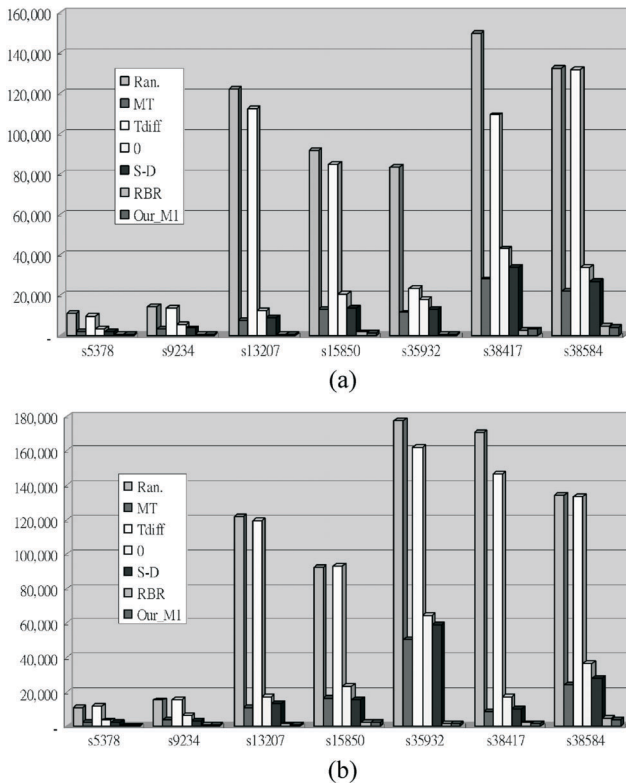 160,000
140,000
120,000
100,000
80,000
60,000
40,000
20,000
-
Ran.
MT
Tdiff
0
S-D
RBR
Our_M1
s5378 s9234 s13207 s15850 s35932 s38417 s38584
(a)
180,000
160,000
140,000
120,000
100,000
80,000
60,000
40,000
20,000
-
Ran.
MT
Tdiff
0
S-D
RBR
Our_M1
s5378 s9234 s13207 s15850 s35932 s38417 s38584
(b)